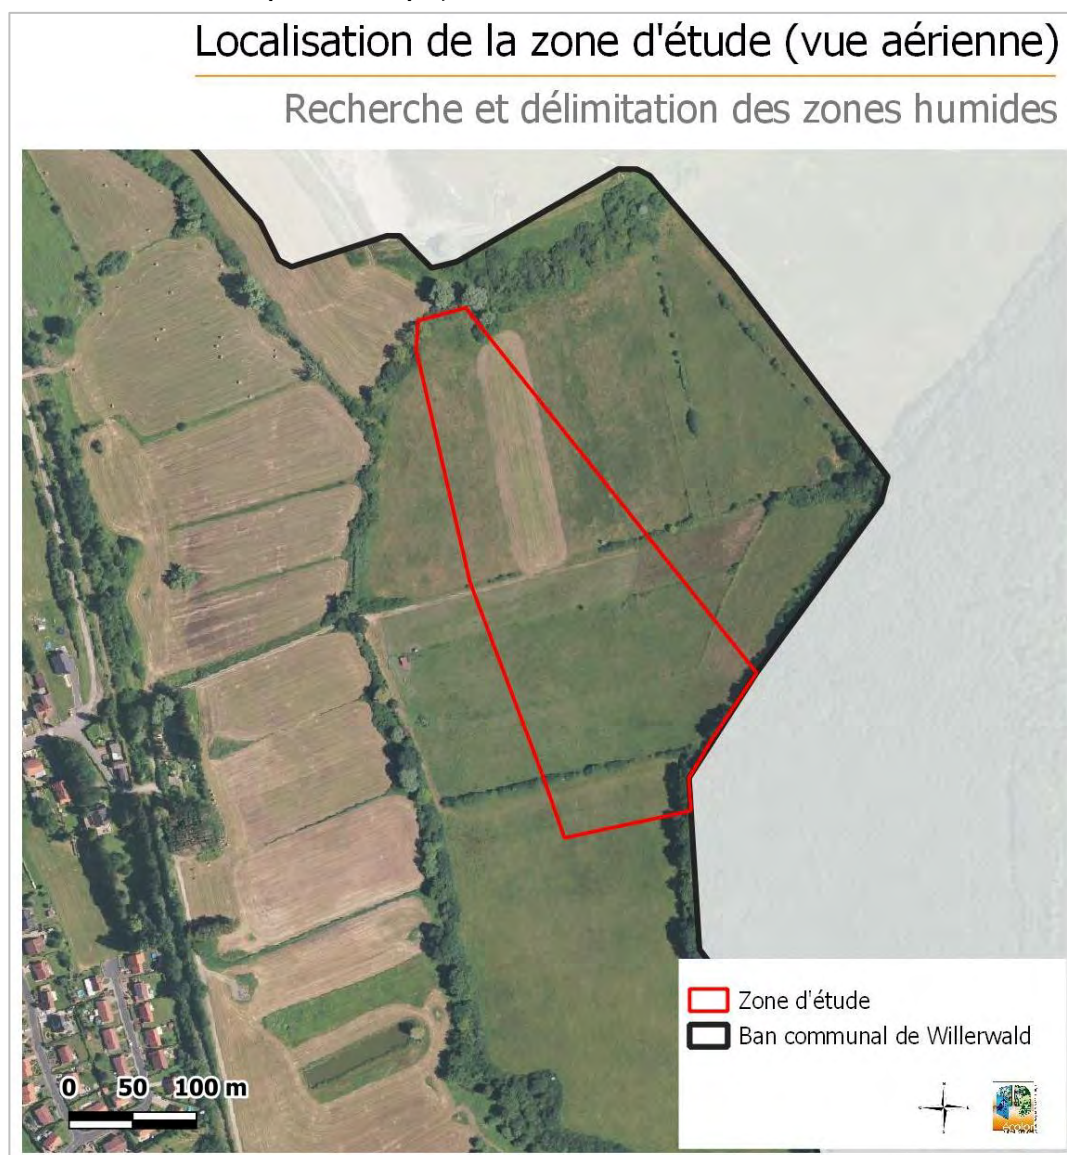 Localisation de la zone d'étude (vue aérienne)
Recherche et délimitation des zones humides
Zone d'étude
Ban communal de Willerwald
0 50 100 m
écolor